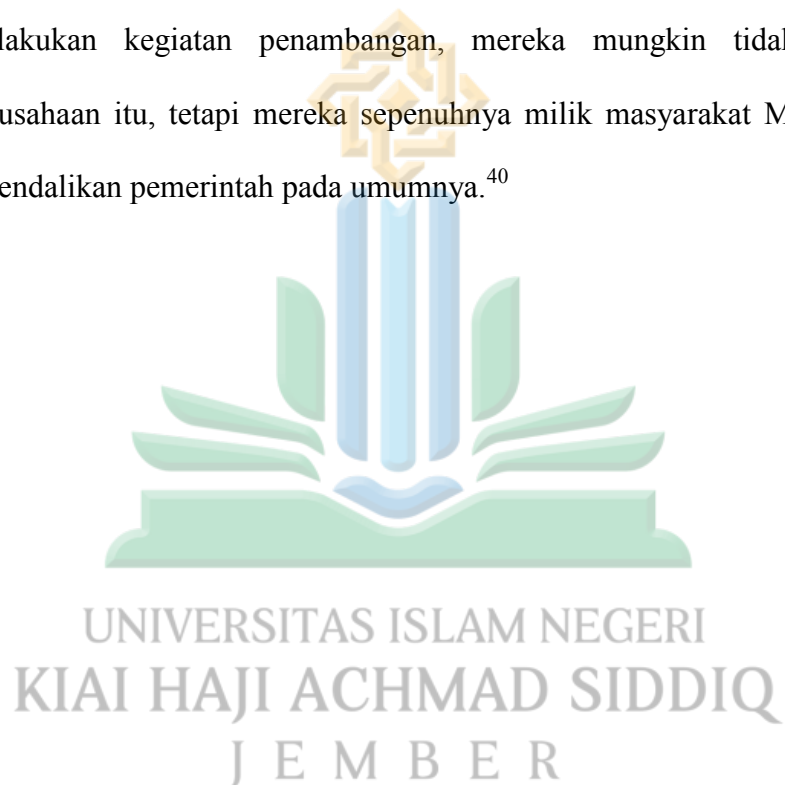 lakukan kegiatan penambangan, mereka mungkin
usahaan itu, tetapi mereka sepenuhnya milik masyarakat
endalikan pemerintah pada umumnya.⁴⁰
UNIVERSITAS ISLAM NEGERI
KIAI HAJI ACHMAD SIDDIQ
JEMBER